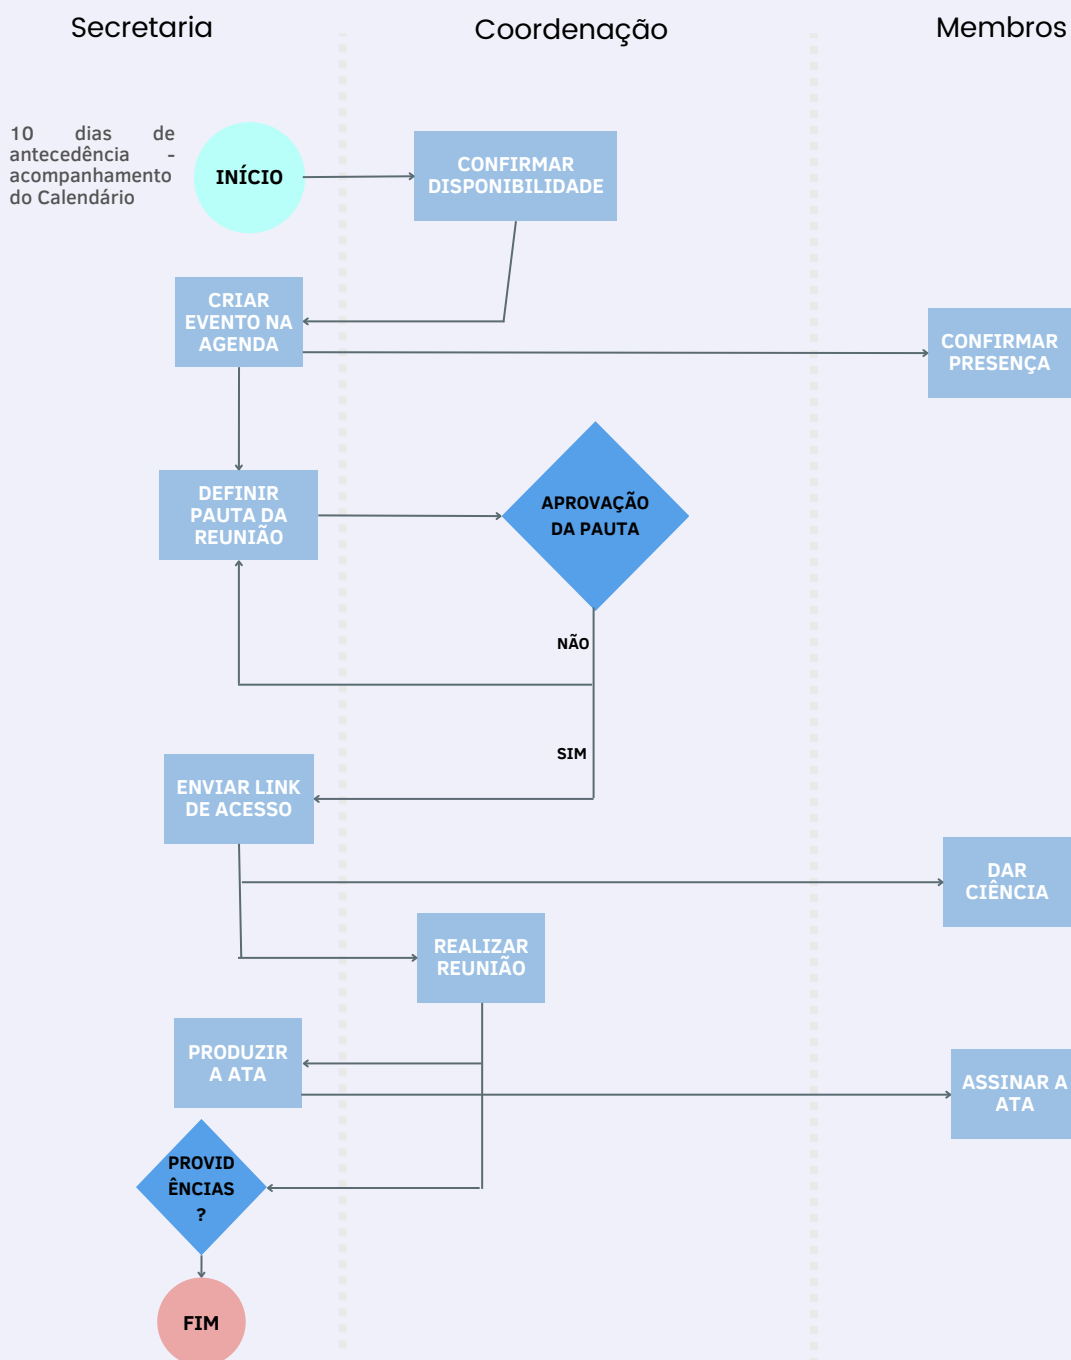 Secretaria
Coordenação
Membros
10 dias de
antecedência -
acompanhamento
do Calendário
INÍCIO
CONFIRMAR
DISPONIBILIDADE
CRIAR
EVENTO NA
AGENDA
CONFIRMAR
PRESENÇA
DEFINIR
PAUTA DA
REUNIÃO
APROVAÇÃO
DA PAUTA
NÃO
SIM
ENVIAR LINK
DE ACESSO
DAR
CIÊNCIA
REALIZAR
REUNIÃO
PRODUZIR
A ATA
ASSINAR A
ATA
PROVID
ÊNCIAS
?
FIM